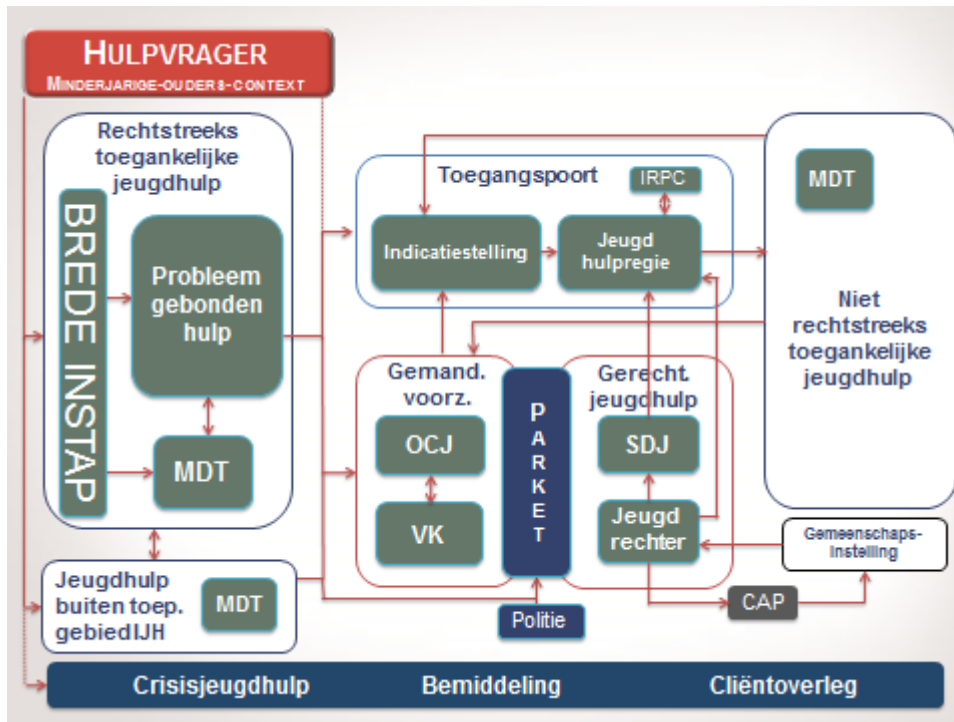 HULPVRAGER
MINDERJARIGE-OUDERS-CONTEXT
Rechtstreeks
toegankelijke
jeugdhulp
BREDE INSTAP
Probleem
gebonden
hulp
MDT
Jeugdhulp
buiten toep.
gebied IJH
MDT
Toegangspoort
IRPC
Indicatiestelling
Jeugd
hulpregie
Gemand.
voorz.
OCJ
VK
PARKET
Politie
Gerecht.
jeugdhulp
SDJ
Jeugd
rechter
CAP
MDT
Niet
rechtstreeks
toegankelijke
jeugdhulp
Gemeenschaps-
instelling
Crisisjeugdhulp Bemiddeling Cliëntoverleg